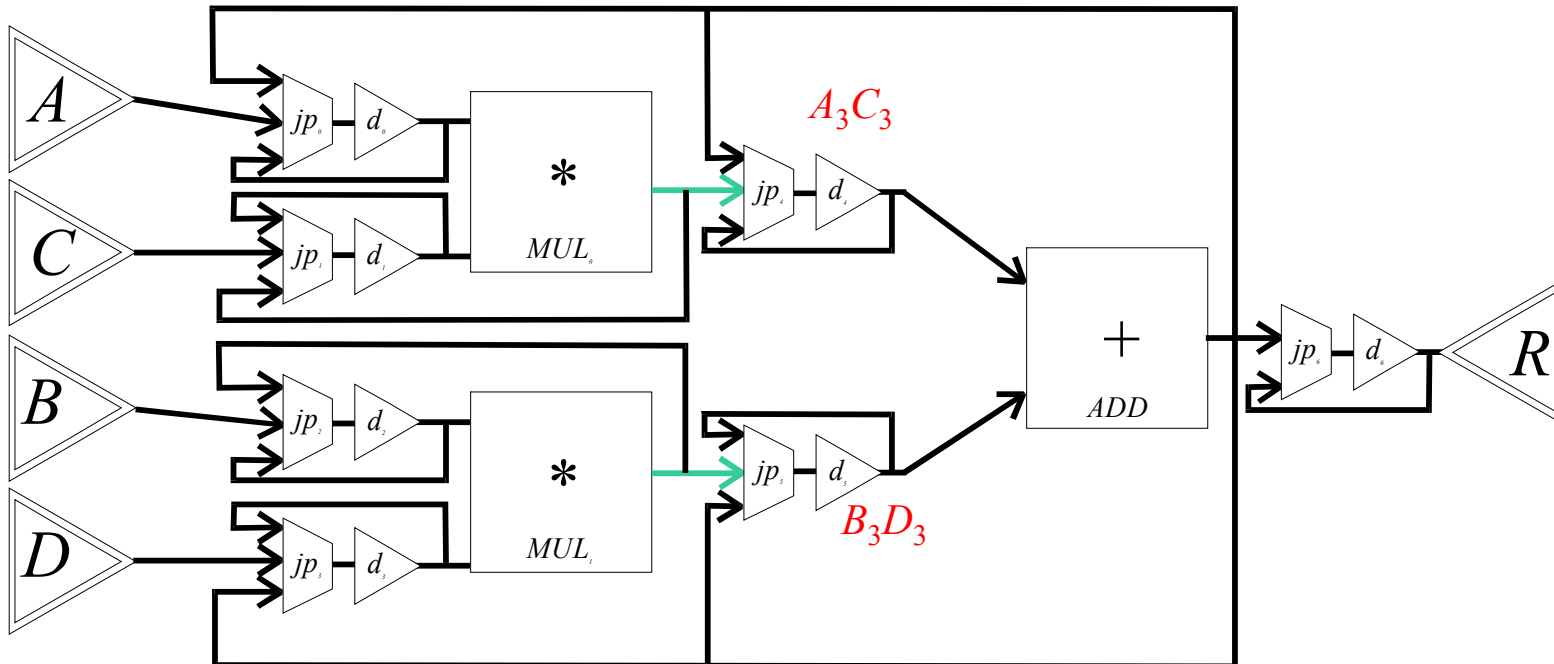 A
jp₀
d₀
*
MUL₀
A₃C₃
jp₄
d₄
C
jp₁
d₁
+
ADD
jp₆
d₆
R
B
jp₂
d₂
*
MUL₁
jp₅
d₅
B₃D₃
D
jp₃
d₃